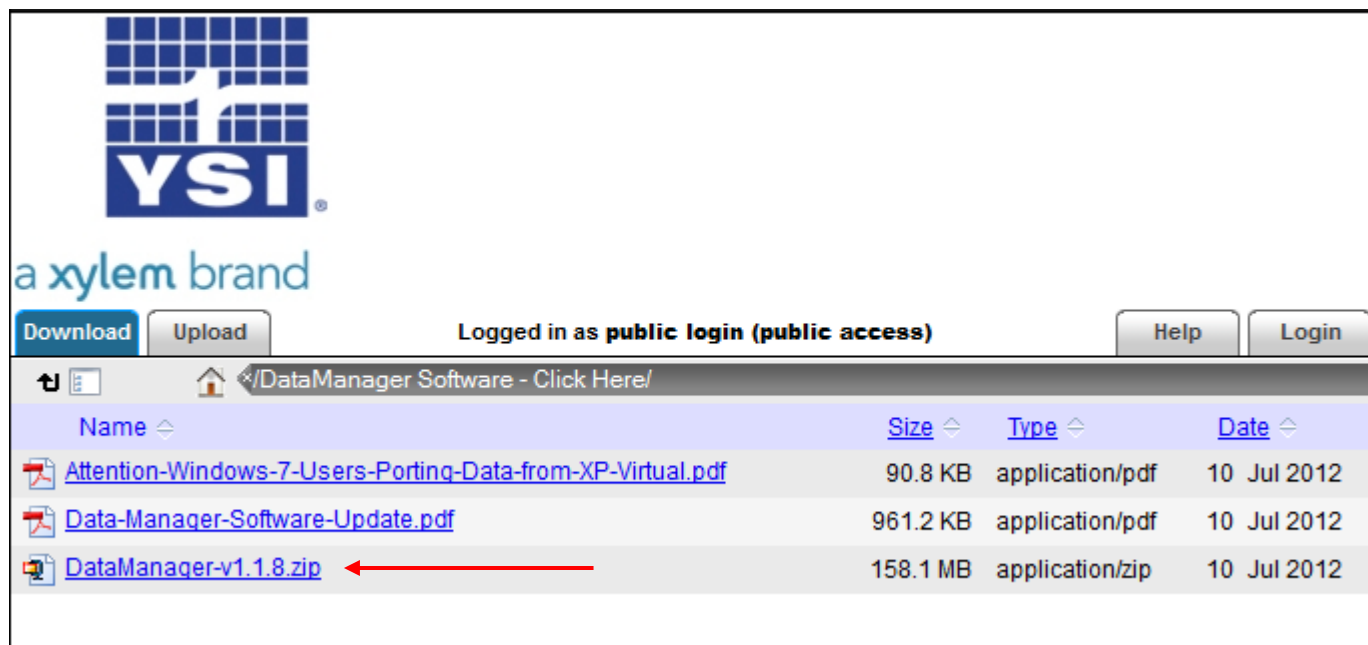 YSI®
a xylem brand
Download Upload Logged in as public login (public access) Help Login
/DataManager Software - Click Here/
Name Size Type Date
Attention-Windows-7-Users-Porting-Data-from-XP-Virtual.pdf 90.8 KB application/pdf 10 Jul 2012
Data-Manager-Software-Update.pdf 961.2 KB application/pdf 10 Jul 2012
DataManager-v1.1.8.zip 158.1 MB application/zip 10 Jul 2012